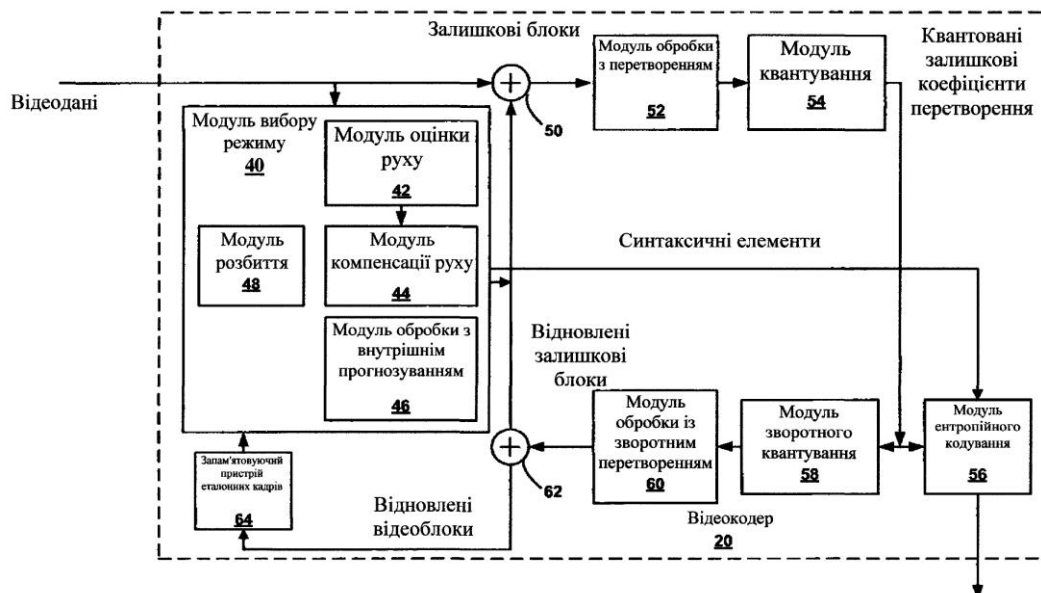 Відеодані
Залишкові блоки
50
Модуль обробки
з перетворенням
52
Модуль
квантування
54
Квантовані
залишкові
коефіцієнти
перетворення
Модуль вибору
режиму
40
Модуль оцінки
руху
42
Модуль
розбиття
48
Модуль
компенсації руху
44
Модуль обробки з
внутрішнім
прогнозуванням
46
Синтаксичні елементи
Відновлені
залишкові
блоки
Модуль
обробки із
зворотним
перетворенням
60
Модуль
зворотного
квантування
58
Модуль
ентропійного
кодування
56
62
Запам'ятовуючий
пристрій
еталонних кадрів
64
Відновлені
відеоблоки
Відеокодер
20